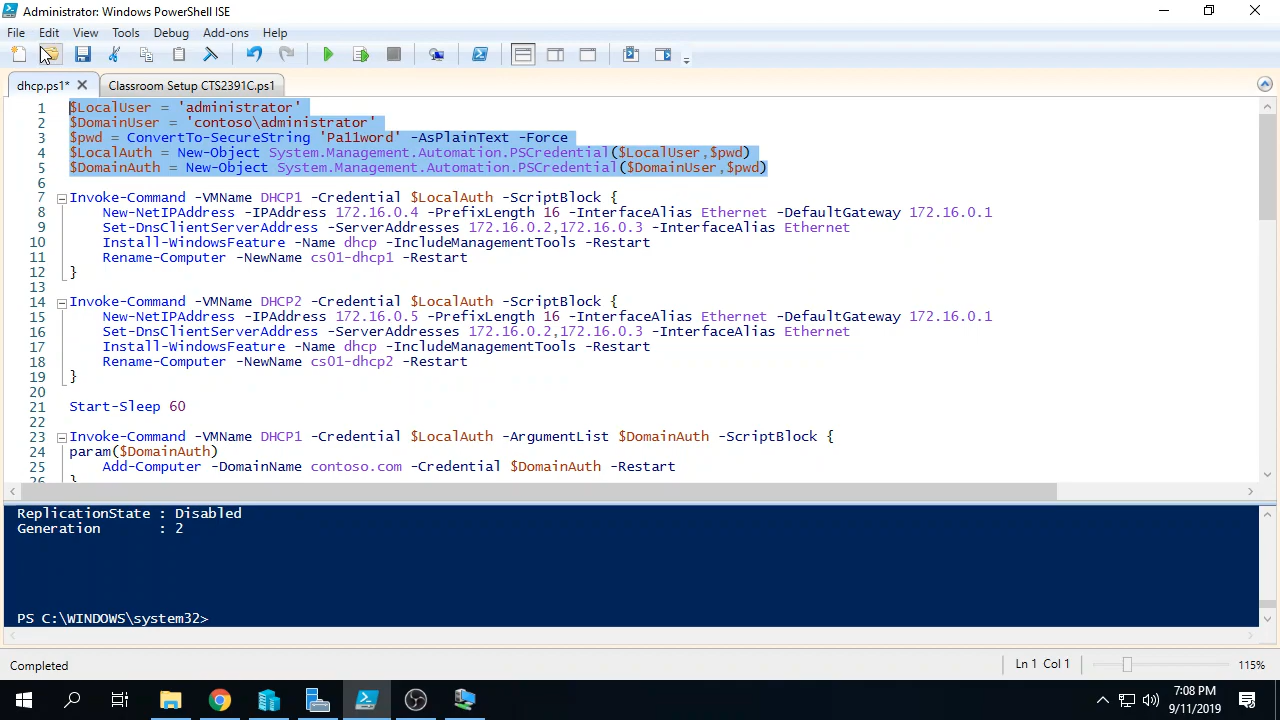 Administrator: Windows PowerShell ISE
File Edit View Tools Debug Add-ons Help
dhcp.ps1* Classroom Setup CTS2391C.ps1
1 $LocalUser = 'administrator'
2 $DomainUser = 'contoso\administrator'
3 $pwd = ConvertTo-SecureString 'Pa11word' -AsPlainText -Force
4 $LocalAuth = New-Object System.Management.Automation.PSCredential($LocalUser,$pwd)
5 $DomainAuth = New-Object System.Management.Automation.PSCredential($DomainUser,$pwd)
6
7 Invoke-Command -VMName DHCP1 -Credential $LocalAuth -ScriptBlock {
8 New-NetIPAddress -IPAddress 172.16.0.4 -PrefixLength 16 -InterfaceAlias Ethernet -DefaultGateway 172.16.0.1
9 Set-DnsClientServerAddress -ServerAddresses 172.16.0.2,172.16.0.3 -InterfaceAlias Ethernet
10 Install-WindowsFeature -Name dhcp -IncludeManagementTools -Restart
11 Rename-Computer -NewName cs01-dhcp1 -Restart
12 }
13
14 Invoke-Command -VMName DHCP2 -Credential $LocalAuth -ScriptBlock {
15 New-NetIPAddress -IPAddress 172.16.0.5 -PrefixLength 16 -InterfaceAlias Ethernet -DefaultGateway 172.16.0.1
16 Set-DnsClientServerAddress -ServerAddresses 172.16.0.2,172.16.0.3 -InterfaceAlias Ethernet
17 Install-WindowsFeature -Name dhcp -IncludeManagementTools -Restart
18 Rename-Computer -NewName cs01-dhcp2 -Restart
19 }
20
21 Start-Sleep 60
22
23 Invoke-Command -VMName DHCP1 -Credential $LocalAuth -ArgumentList $DomainAuth -ScriptBlock {
24 param($DomainAuth)
25 Add-Computer -DomainName contoso.com -Credential $DomainAuth -Restart
26 }
ReplicationState : Disabled
Generation : 2
PS C:\WINDOWS\system32>
Completed Ln 1 Col 1 115%
7:08 PM
9/11/2019